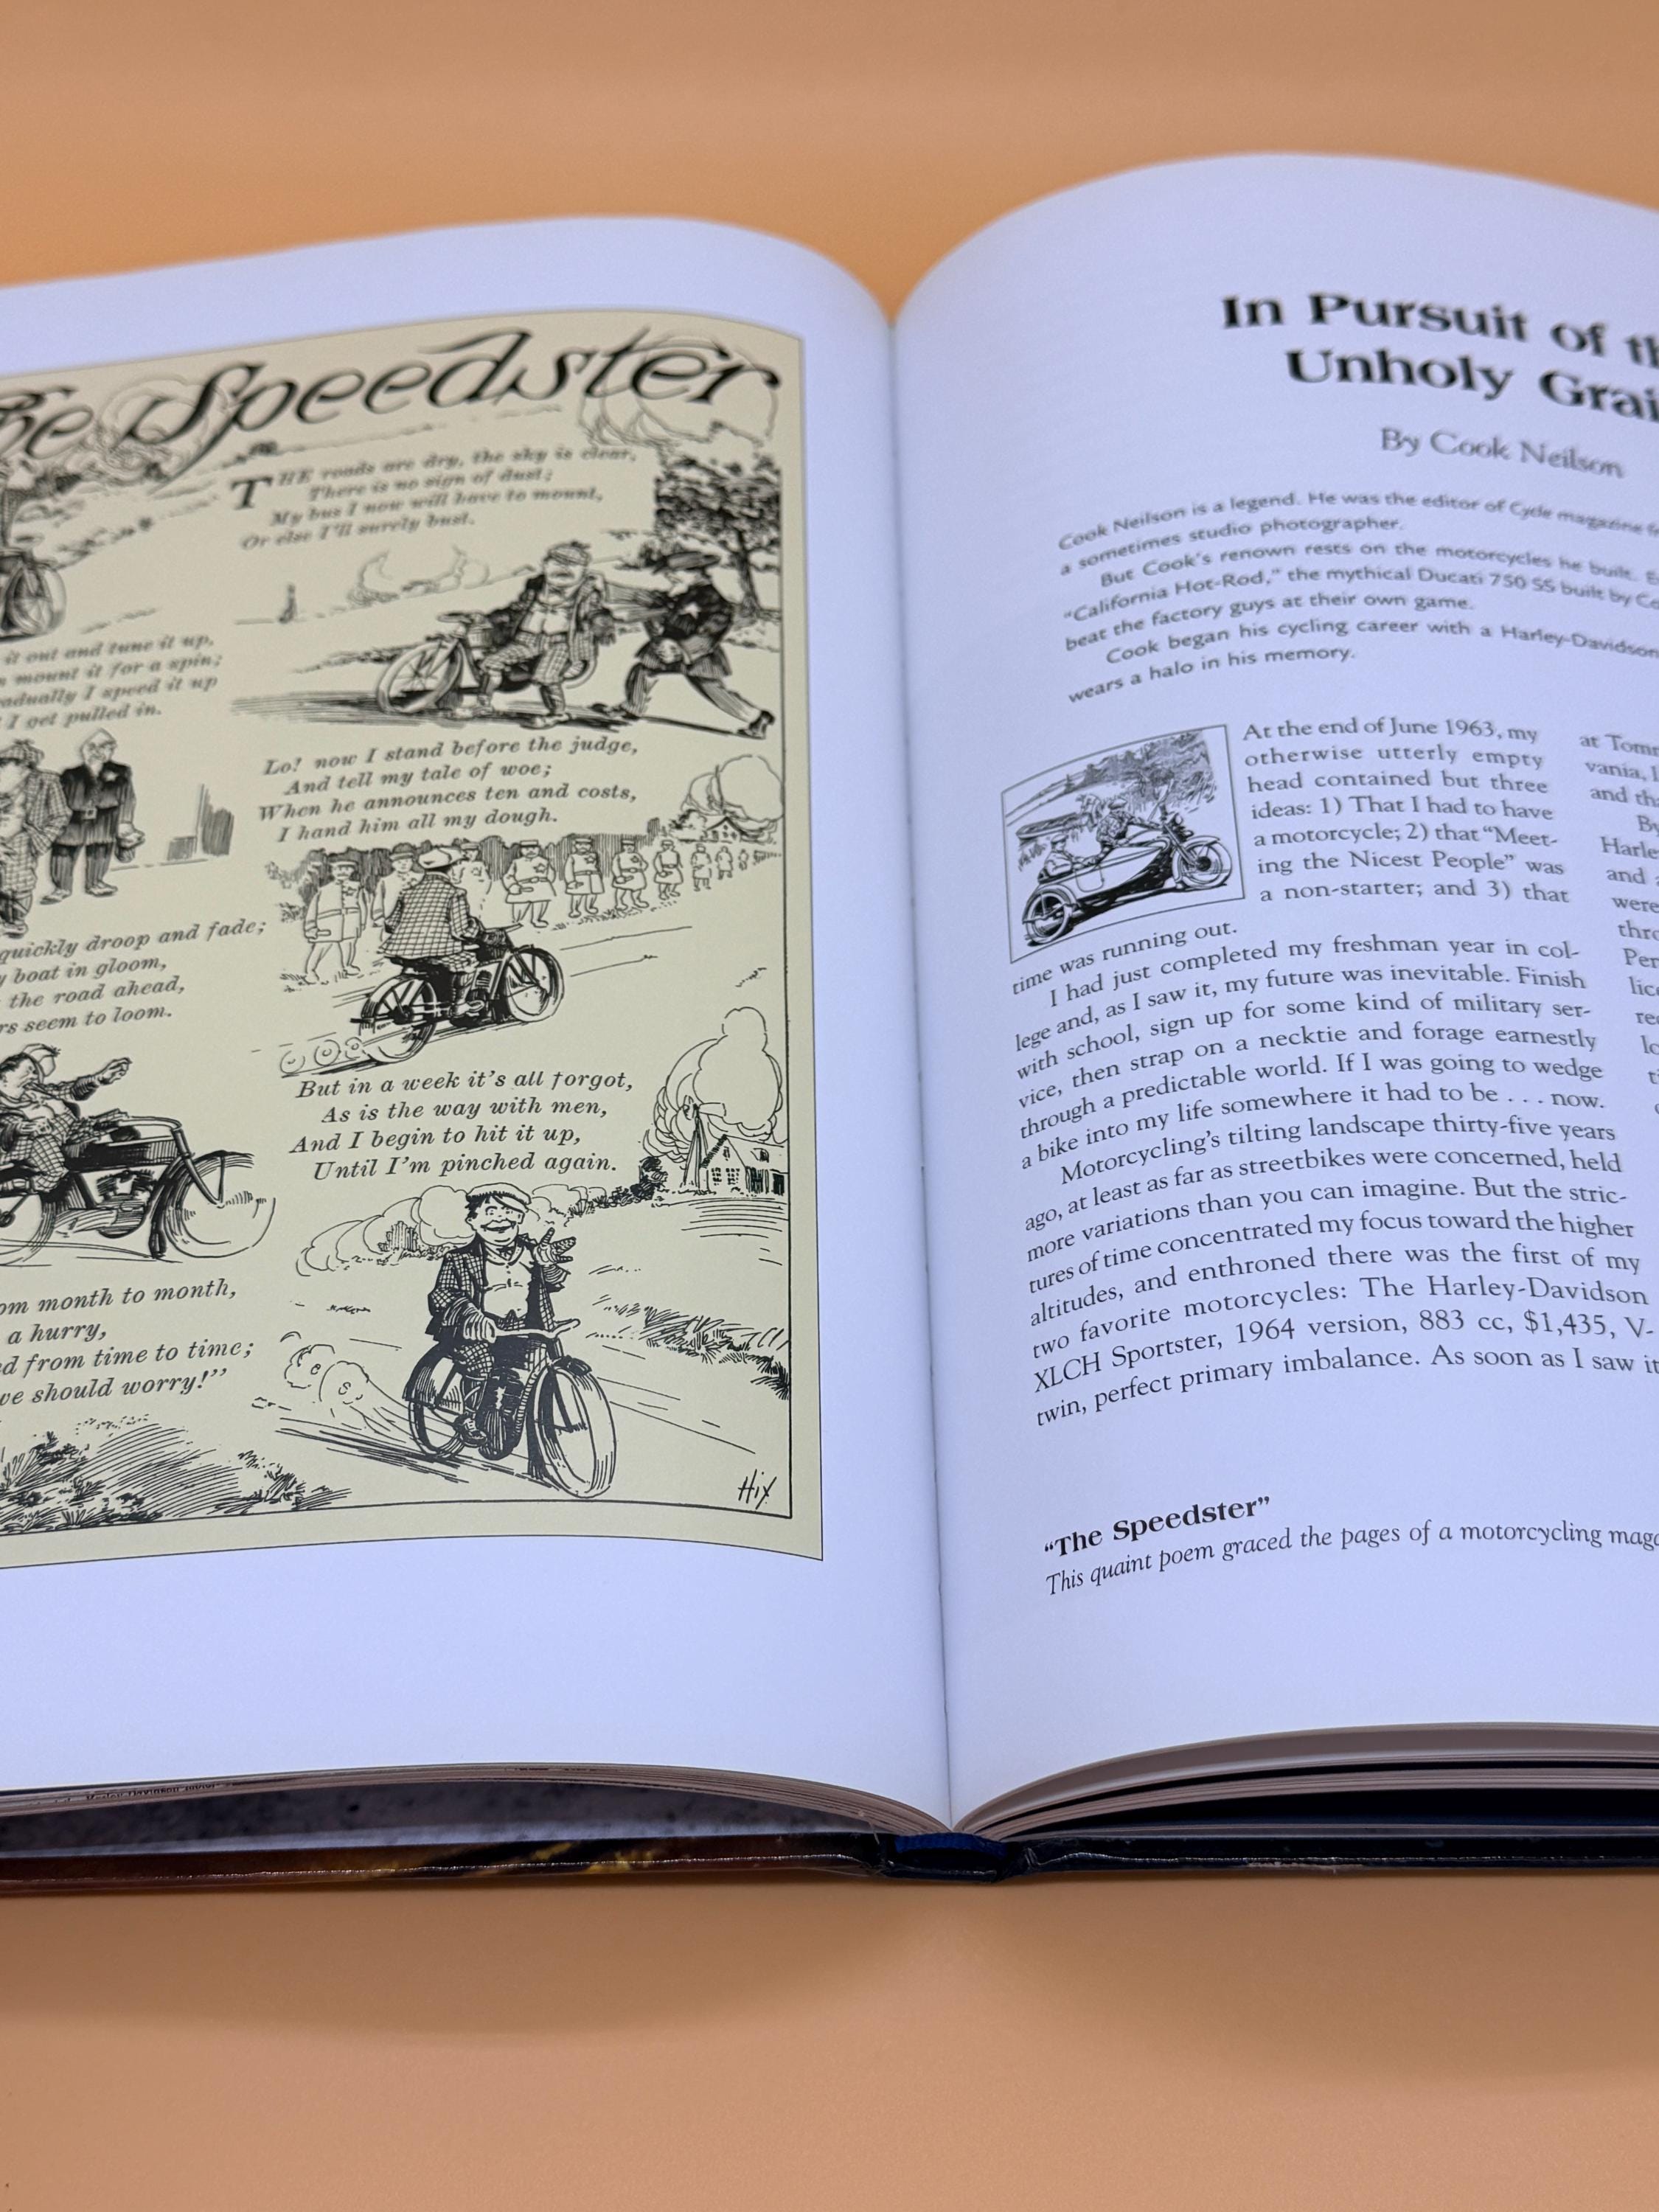 The Speedster
THE roads are dry, the sky is clear,
There is no sign of dust;
My bus I now will have to mount,
Or else I'll surely bust.
it out and tune it up,
mount it for a spin;
gradually I speed it up
I get pulled in.
Lo! now I stand before the judge,
And tell my tale of woe;
When he announces ten and costs,
I hand him all my dough.
quickly droop and fade;
boat in gloom,
the road ahead,
seem to loom.
But in a week it's all forgot,
As is the way with men,
And I begin to hit it up,
Until I'm pinched again.
month to month,
a hurry,
from time to time;
we should worry!''
Hix
In Pursuit of
Unholy
By Cook Neilson
Cook Neilson is a legend. He was the editor of Cycle magazine
a sometimes studio photographer.
But Cook's renown rests on the motorcycles he built.
"California Hot-Rod," the mythical Ducati 750 SS built by
beat the factory guys at their own game.
Cook began his cycling career with a Harley-Davidson
wears a halo in his memory.
At the end of June 1963, my
otherwise utterly empty
head contained but three
ideas: 1) That I had to have
a motorcycle; 2) that "Meet-
ing the Nicest People" was
a non-starter; and 3) that
time was running out.
I had just completed my freshman year in col-
lege and, as I saw it, my future was inevitable. Finish
with school, sign up for some kind of military ser-
vice, then strap on a necktie and forage earnestly
through a predictable world. If I was going to wedge
a bike into my life somewhere it had to be . . . now.
Motorcycling's tilting landscape thirty-five years
ago, at least as far as streetbikes were concerned, held
more variations than you can imagine. But the stric-
tures of time concentrated my focus toward the higher
altitudes, and enthroned there was the first of my
two favorite motorcycles: The Harley-Davidson
XLCH Sportster, 1964 version, 883 cc, $1,435, V-
twin, perfect primary imbalance. As soon as I saw it
at
and
By
and
were
"The Speedster"
This quaint poem graced the pages of a motorcycling